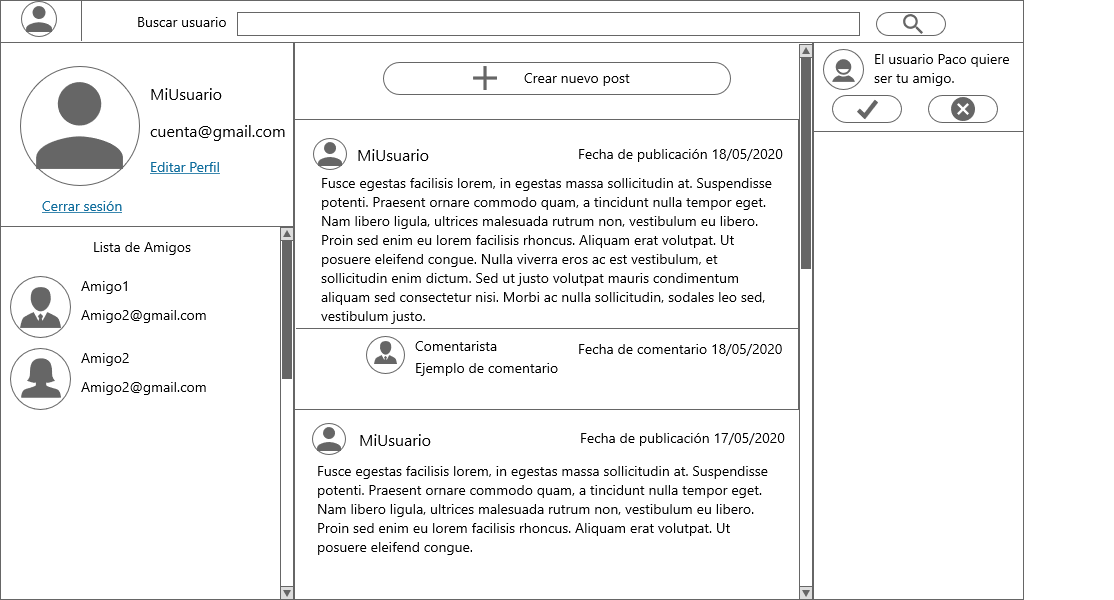 Buscar usuario
MiUsuario
cuenta@gmail.com
Editar Perfil
Cerrar sesión
Lista de Amigos
Amigo1
Amigo2@gmail.com
Amigo2
Amigo2@gmail.com
Crear nuevo post
MiUsuario
Fecha de publicación 18/05/2020
Fusce egestas facilisis lorem, in egestas massa sollicitudin at. Suspendisse
potenti. Praesent ornare commodo quam, a tincidunt nulla tempor eget.
Nam libero ligula, ultrices malesuada rutrum non, vestibulum eu libero.
Proin sed enim eu lorem facilisis rhoncus. Aliquam erat volutpat. Ut
posuere eleifend congue. Nulla viverra eros ac est vestibulum, et
sollicitudin enim dictum. Sed ut justo volutpat mauris condimentum
aliquam sed consectetur nisi. Morbi ac nulla sollicitudin, sodales leo sed,
vestibulum justo.
Comentarista
Fecha de comentario 18/05/2020
Ejemplo de comentario
MiUsuario
Fecha de publicación 17/05/2020
Fusce egestas facilisis lorem, in egestas massa sollicitudin at. Suspendisse
potenti. Praesent ornare commodo quam, a tincidunt nulla tempor eget.
Nam libero ligula, ultrices malesuada rutrum non, vestibulum eu libero.
Proin sed enim eu lorem facilisis rhoncus. Aliquam erat volutpat. Ut
posuere eleifend congue.
El usuario Paco quiere
ser tu amigo.